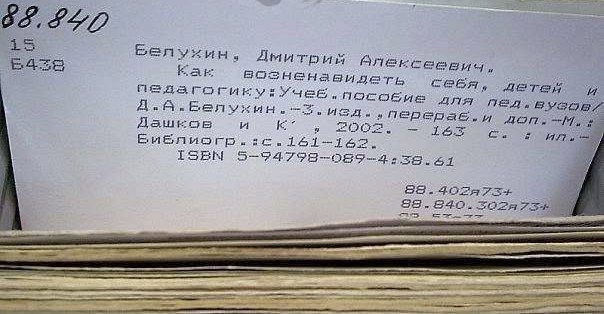 88.840
15
Б438
Белухин, Дмитрий Алексеевич.
Как возненавидеть себя, детей и
педагогику:Учеб.пособие для пед.вузов/
Д.А.Белухин.-3.изд.,перераб.и доп.-М.:
Дашков и К', 2002. - 163 с. : ил.-
Библиогр.:с.161-162.
ISBN 5-94798-089-4:38.61
88.402я73+
88.840.302я73+